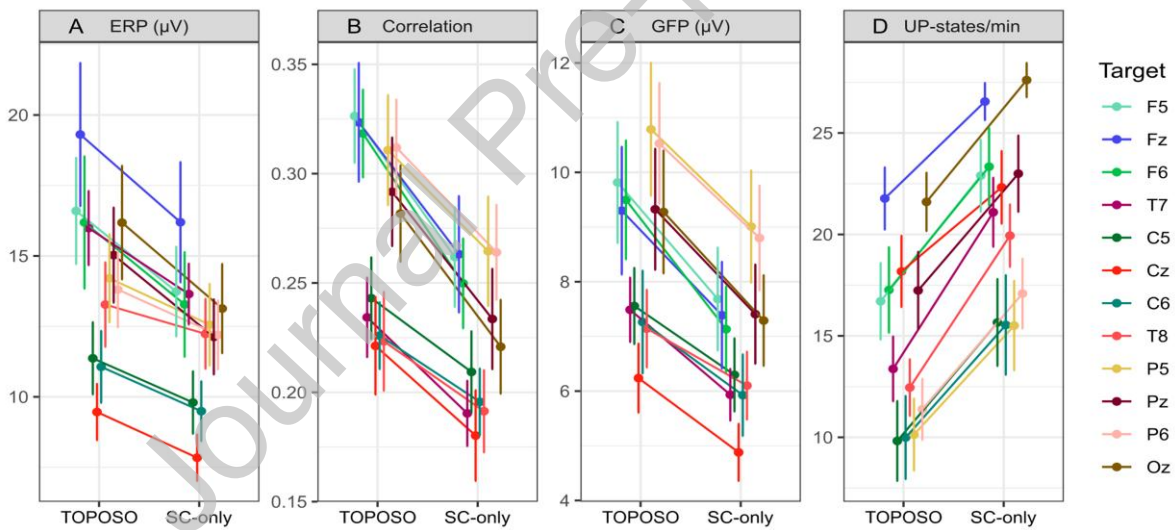 A ERP (µV)
B Correlation
C GFP (µV)
D UP-states/min
20
15
10
0.35
0.30
0.25
0.20
0.15
12
10
8
6
4
25
20
15
10
TOPOSO SC-only
TOPOSO SC-only
TOPOSO SC-only
TOPOSO SC-only
Target
F5
Fz
F6
T7
C5
Cz
C6
T8
P5
Pz
P6
Oz
Journal Pre-